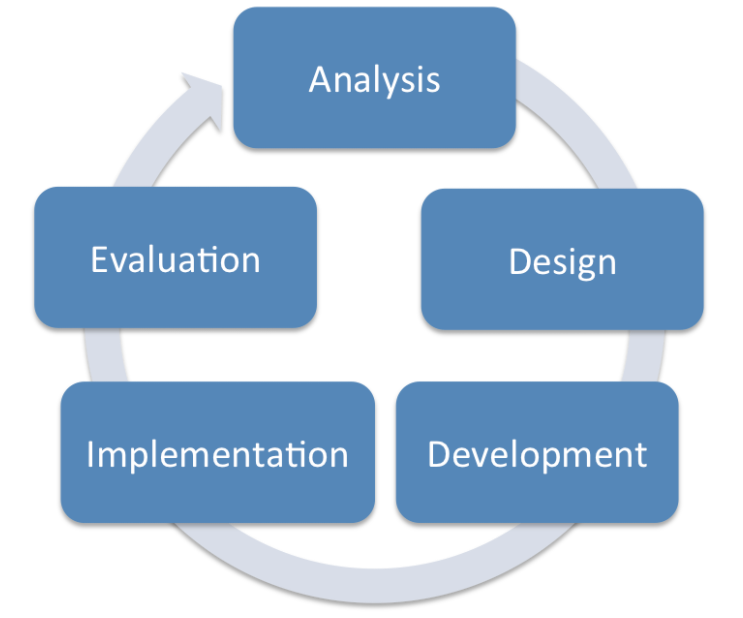 Analysis
Design
Development
Implementation
Evaluation